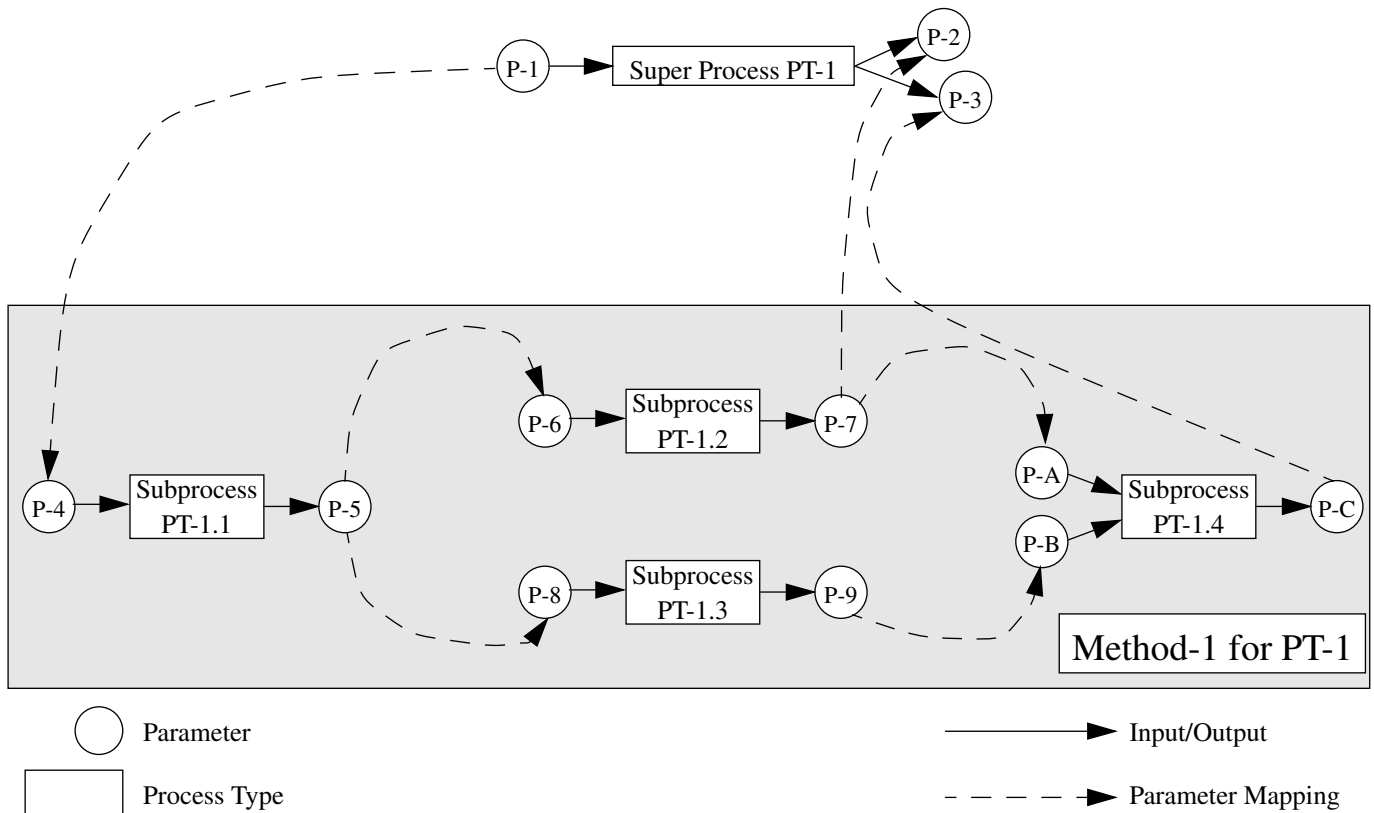 P-1
Super Process PT-1
P-2
P-3
P-4
Subprocess
PT-1.1
P-5
P-6
Subprocess
PT-1.2
P-7
P-8
Subprocess
PT-1.3
P-9
P-A
P-B
Subprocess
PT-1.4
P-C
Method-1 for PT-1
Parameter
Input/Output
Process Type
Parameter Mapping